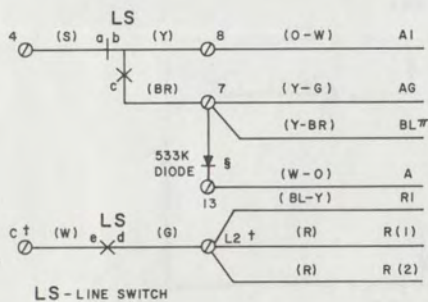 LS
4 (S) a b (Y) 8 (O-W) AI
c
(BR) 7 (Y-G) AG
(Y-BR) BLπ
533K DIODE §
(W-O) A
13
(BL-Y) RI
LS
C† (W) e d (G) L2† (R) R(1)
(R) R(2)
LS-LINE SWITCH